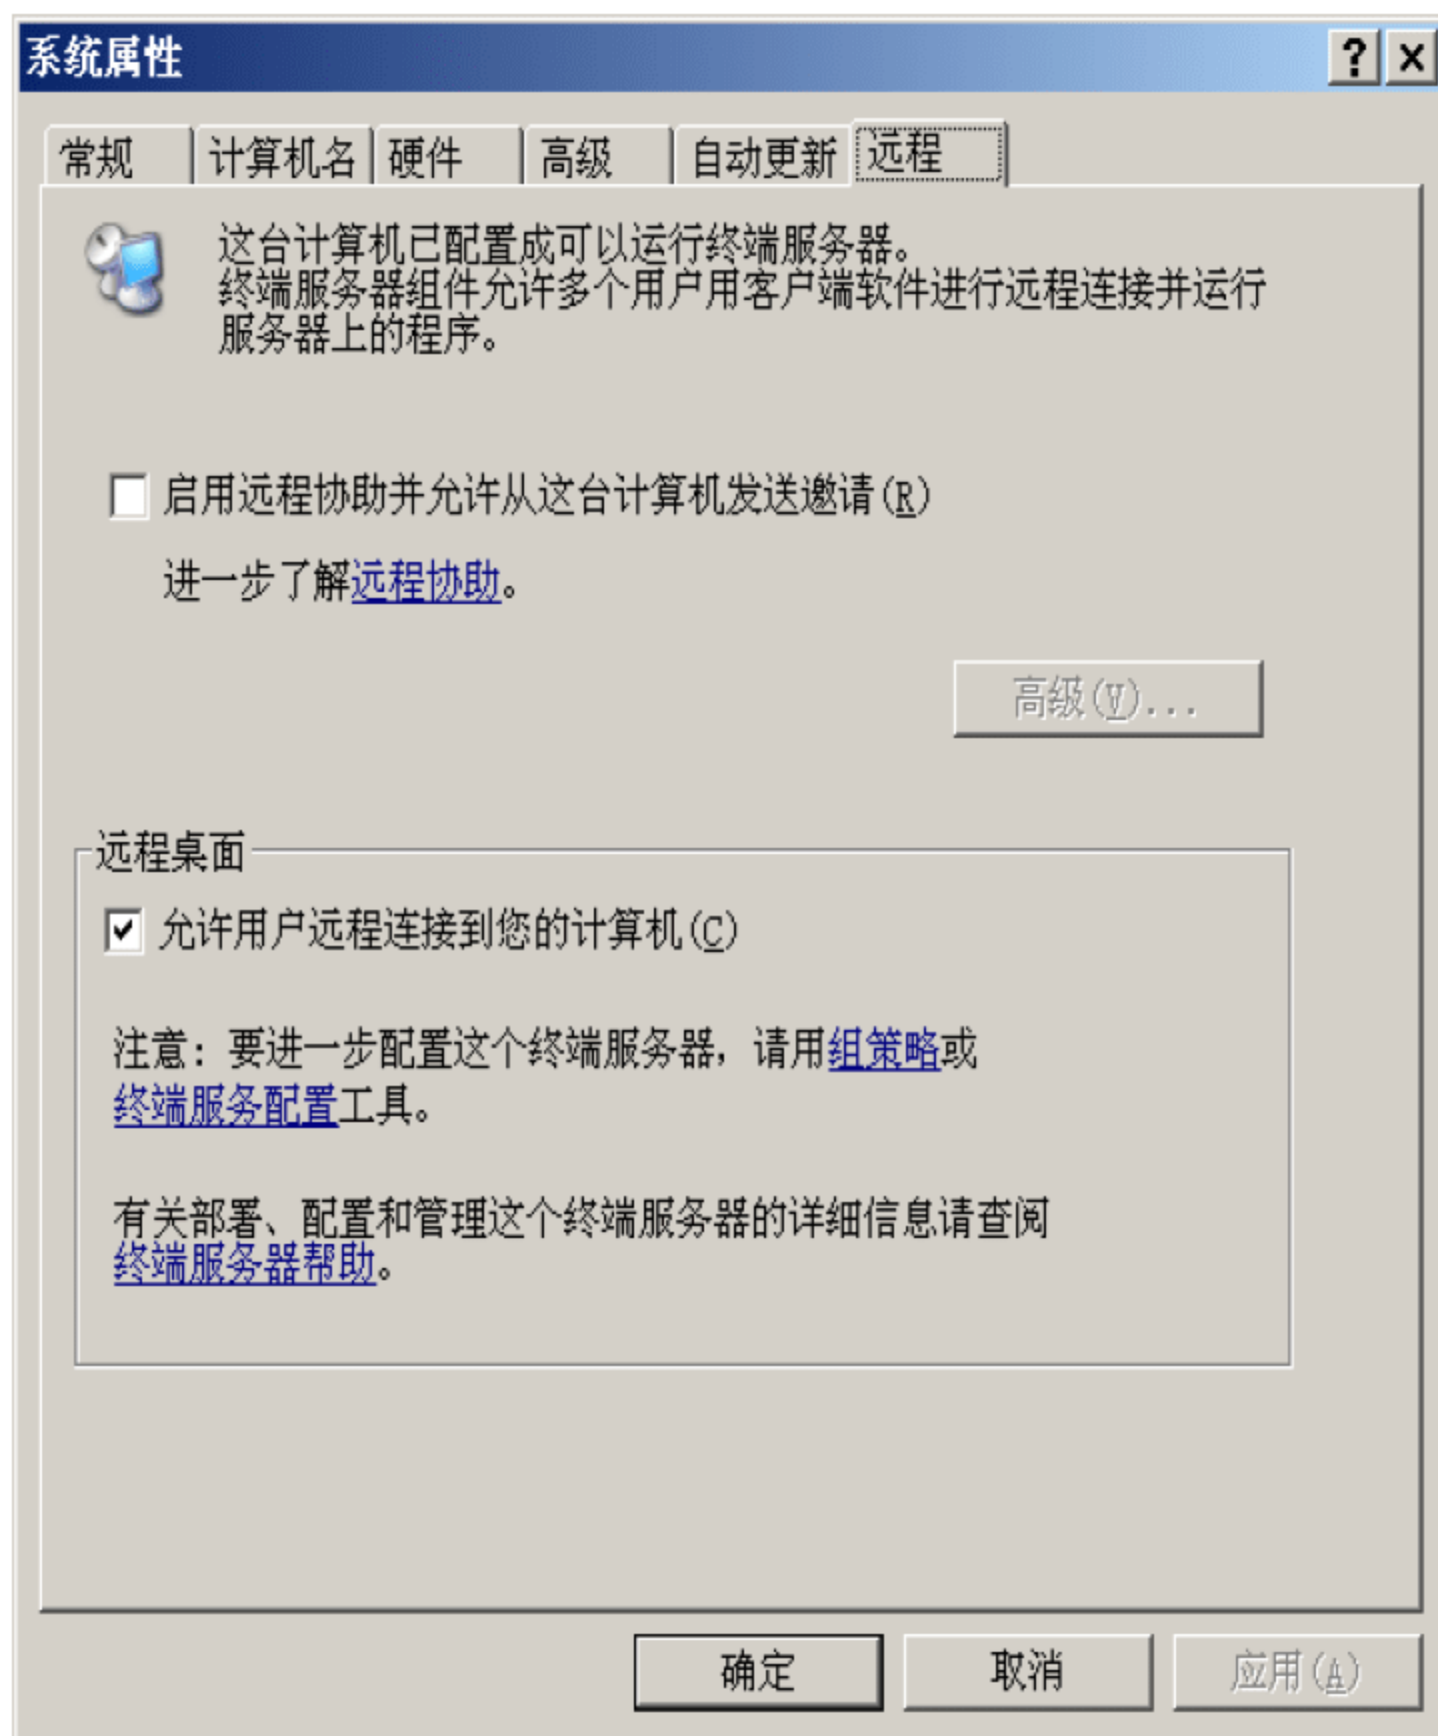 系统属性
常规 计算机名 硬件 高级 自动更新 远程
这台计算机已配置成可以运行终端服务器。
终端服务器组件允许多个用户用客户端软件进行远程连接并运行
服务器上的程序。
启用远程协助并允许从这台计算机发送邀请(R)
进一步了解远程协助。
高级(V)...
远程桌面
允许用户远程连接到您的计算机(C)
注意: 要进一步配置这个终端服务器，请用组策略或
终端服务配置工具。
有关部署、配置和管理这个终端服务器的详细信息请查阅
终端服务器帮助。
确定 取消 应用(A)